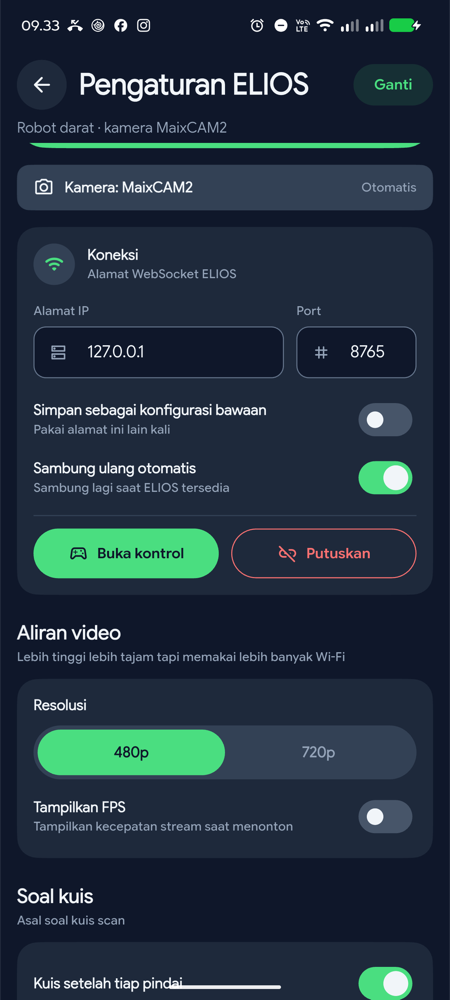 09.33
Vo)) LTE
Pengaturan ELIOS
Ganti
Robot darat · kamera MaixCAM2
Kamera: MaixCAM2
Otomatis
Koneksi
Alamat WebSocket ELIOS
Alamat IP
Port
127.0.0.1
8765
Simpan sebagai konfigurasi bawaan
Pakai alamat ini lain kali
Sambung ulang otomatis
Sambung lagi saat ELIOS tersedia
Buka kontrol
Putuskan
Aliran video
Lebih tinggi lebih tajam tapi memakai lebih banyak Wi-Fi
Resolusi
480p
720p
Tampilkan FPS
Tampilkan kecepatan stream saat menonton
Soal kuis
Asal soal kuis scan
Kuis setelah tiap pindai